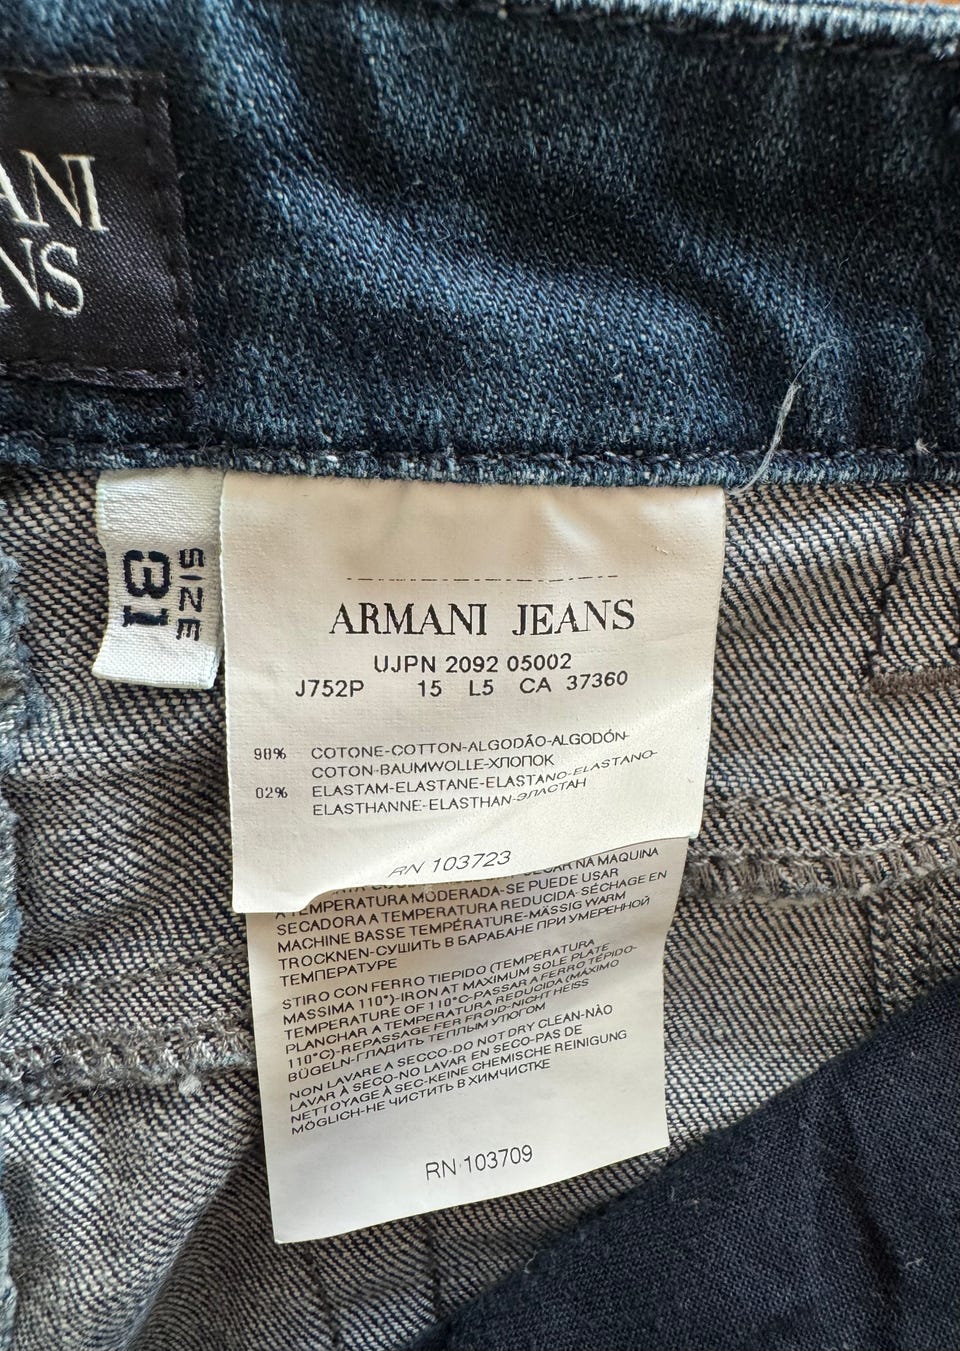 ANI
NS
SIZE
31
ARMANI JEANS
UJPN 2092 05002
J752P 15 L5 CA 37360
98% COTONE-COTTON-ALGODÃO-ALGODÓN-
COTON-BAUMWOLLE-ХЛОПОК
02% ELASTAM-ELASTANE-ELASTANO-ELASTANO-
ELASTHANNE-ELASTHAN-ЭЛАСТАН
RN 103723
SECAR NA MAQUINA
A TEMPERATURA MODERADA-SE PUEDE USAR
SECADORA A TEMPERATURA REDUCIDA-SÉCHAGE EN
MACHINE BASSE TEMPÉRATURE-MÄSSIG WARM
TROCKNEN-СУШИТЬ В БАРАБАНЕ ПРИ УМЕРЕННОЙ
ТЕМПЕРАТУРЕ
STIRO CON FERRO TIEPIDO (TEMPERATURA
MASSIMA 110°)-IRON AT MAXIMUM SOLE PLATE
TEMPERATURE OF 110°C-PASSAR A FERRO TÉPIDO-
PLANCHAR A TEMPERATURA REDUCIDA (MÁXIMO
110°C)-REPASSAGE FER FROID-NICHT HEISS
BÜGELN-ГЛАДИТЬ ТЕПЛЫМ УТЮГОМ
NON LAVARE A SECCO-DO NOT DRY CLEAN-NÀO
LAVAR À SECO-NO LAVAR EN SECO-PAS DE
NETTOYAGE À SEC-KEINE CHEMISCHE REINIGUNG
MÖGLICH-НЕ ЧИСТИТЬ В ХИМЧИСТКЕ
RN 103709